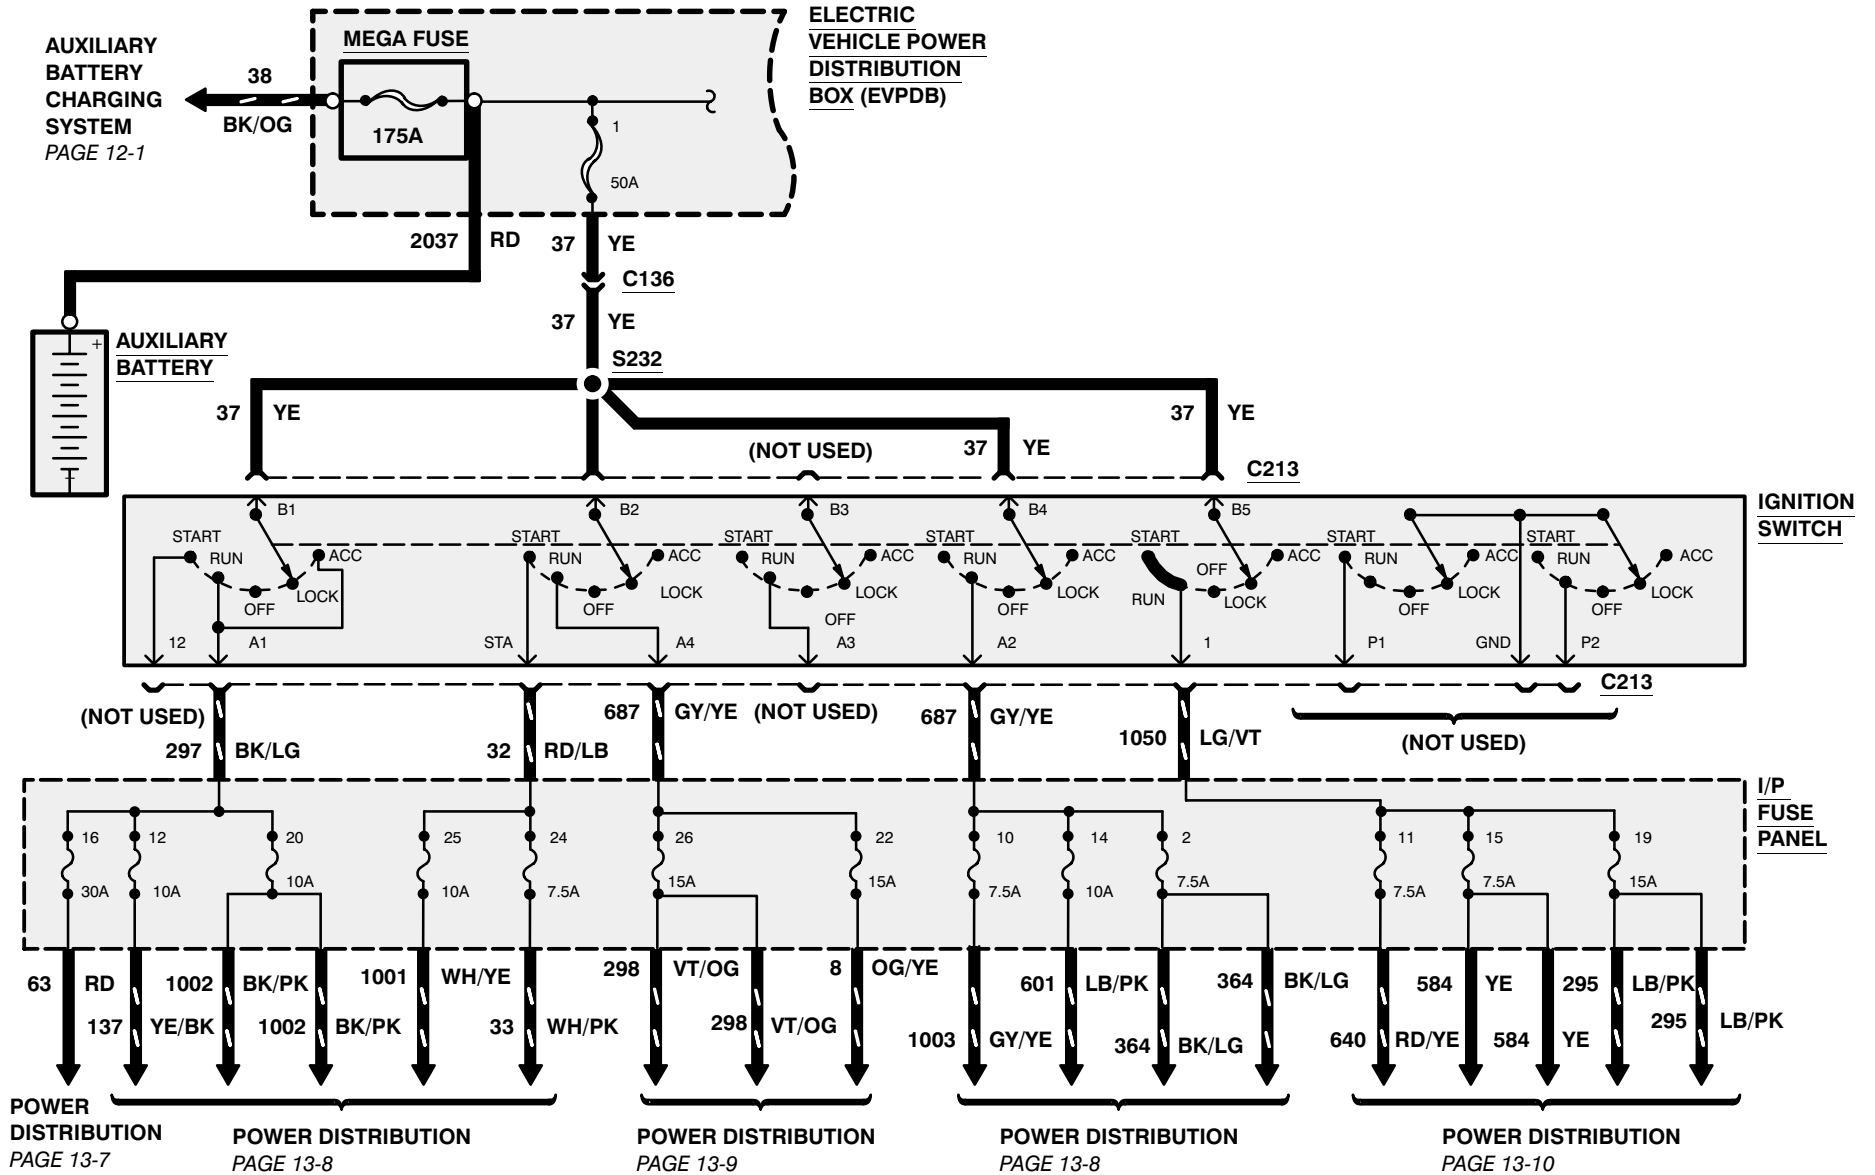 AUXILIARY
BATTERY
CHARGING
SYSTEM
PAGE 12-1
38
BK/OG
MEGA FUSE
175A
1
50A
ELECTRIC
VEHICLE POWER
DISTRIBUTION
BOX (EVPDB)
2037 RD
37 YE
C136
37 YE
S232
AUXILIARY
BATTERY
+
−
37 YE
(NOT USED)
37 YE
37 YE
C213
IGNITION
SWITCH
B1
START
RUN
ACC
LOCK
OFF
12
A1
B2
START
RUN
ACC
LOCK
OFF
STA
A4
B3
START
RUN
ACC
LOCK
OFF
A3
B4
START
RUN
ACC
LOCK
OFF
A2
B5
START
OFF
ACC
RUN
LOCK
1
START
RUN
ACC
LOCK
OFF
P1
GND
START
RUN
ACC
LOCK
OFF
P2
C213
(NOT USED)
297 BK/LG
32 RD/LB
687 GY/YE
(NOT USED)
687 GY/YE
1050 LG/VT
(NOT USED)
I/P
FUSE
PANEL
16
30A
12
10A
20
10A
25
10A
24
7.5A
26
15A
22
15A
10
7.5A
14
10A
2
7.5A
11
7.5A
15
7.5A
19
15A
63 RD
137 YE/BK
1002 BK/PK
1002 BK/PK
1001 WH/YE
33 WH/PK
298 VT/OG
298 VT/OG
8 OG/YE
1003 GY/YE
601 LB/PK
364 BK/LG
364 BK/LG
640 RD/YE
584 YE
584 YE
295 LB/PK
295 LB/PK
POWER
DISTRIBUTION
PAGE 13-7
POWER DISTRIBUTION
PAGE 13-8
POWER DISTRIBUTION
PAGE 13-9
POWER DISTRIBUTION
PAGE 13-8
POWER DISTRIBUTION
PAGE 13-10